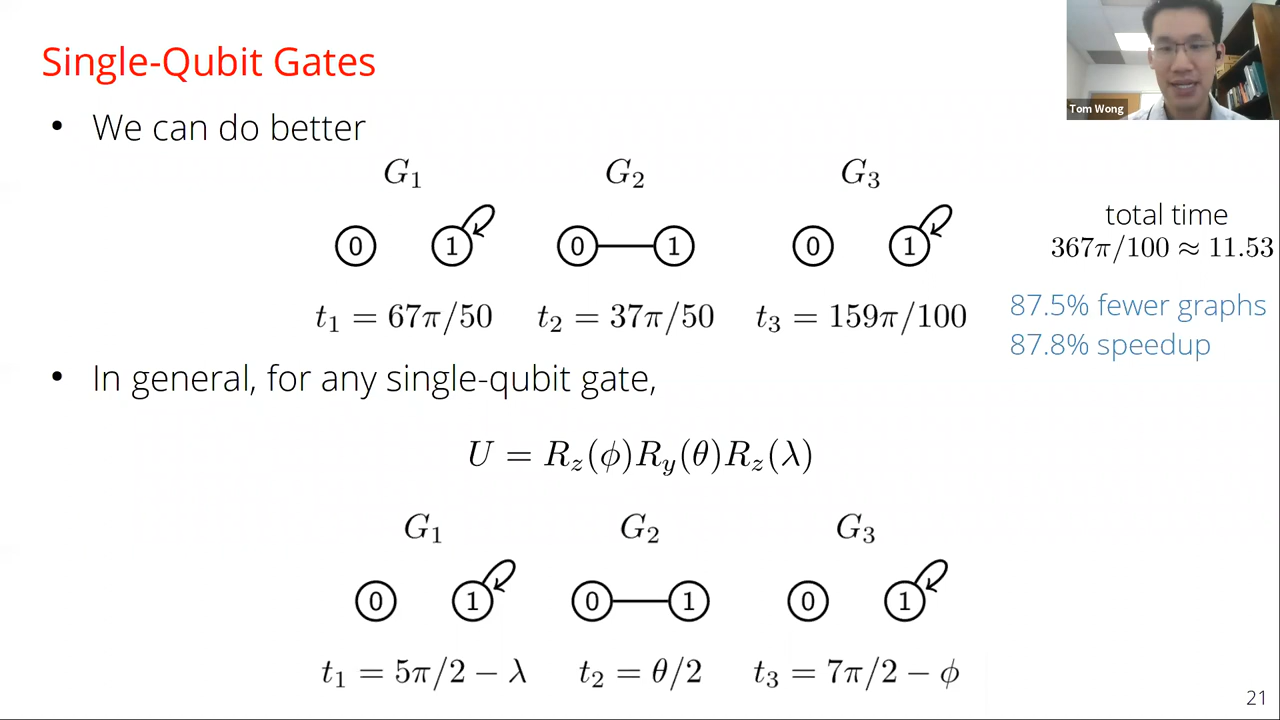 Single-Qubit Gates
Tom Wong
• We can do better
G₁ G₂ G₃
0 1 0 1 0 1
total time
367π/100 ≈ 11.53
t₁ = 67π/50 t₂ = 37π/50 t₃ = 159π/100
87.5% fewer graphs
87.8% speedup
• In general, for any single-qubit gate,
U = R_z(ϕ)R_y(θ)R_z(λ)
G₁ G₂ G₃
0 1 0 1 0 1
t₁ = 5π/2 − λ t₂ = θ/2 t₃ = 7π/2 − ϕ
21